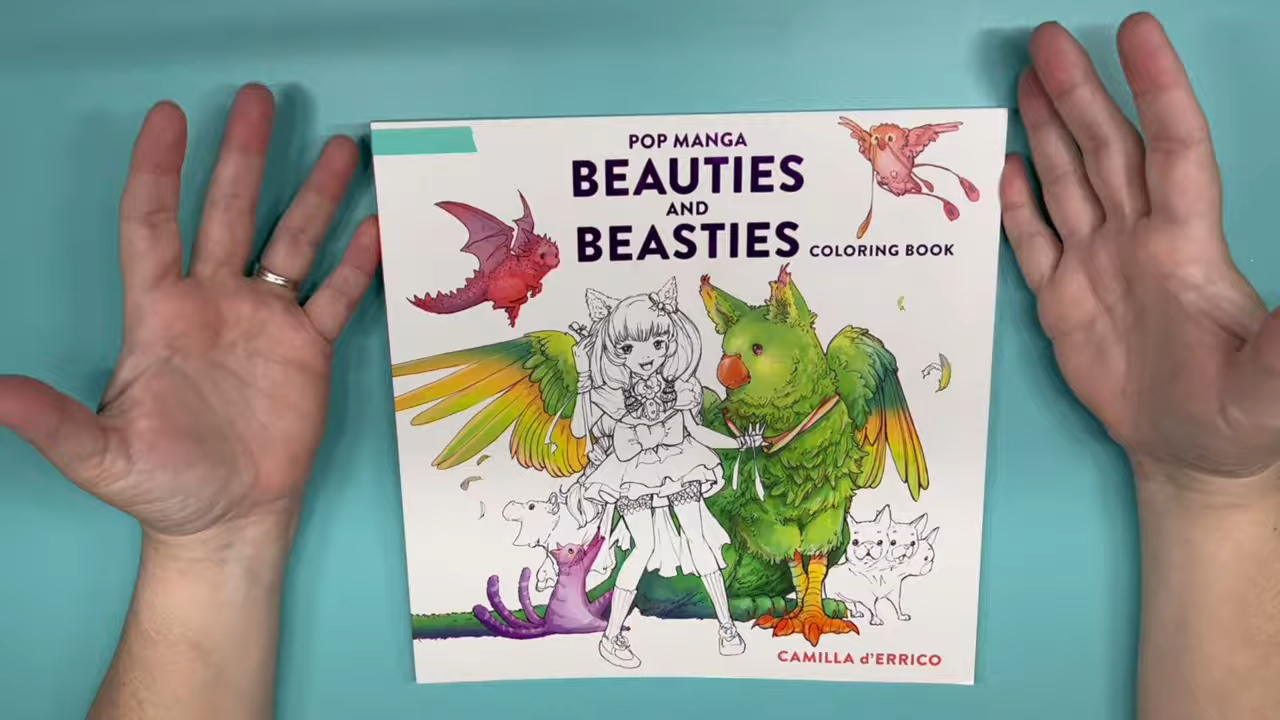 POP MANGA
BEAUTIES
AND
BEASTIES
COLORING BOOK
CAMILLA d'ERRICO